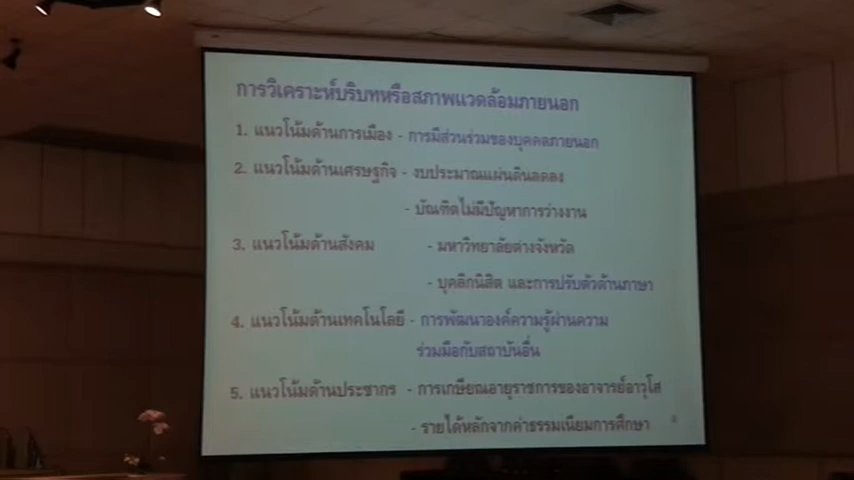 การวิเคราะห์บริบทหรือสภาพแวดล้อมภายนอก
1. แนวโน้มด้านการเมือง - การมีส่วนร่วมของบุคคลภายนอก
2. แนวโน้มด้านเศรษฐกิจ - งบประมาณแผ่นดินลดลง
- บัณฑิตไม่มีปัญหาการว่างงาน
3. แนวโน้มด้านสังคม - มหาวิทยาลัยต่างจังหวัด
- บุคลิกนิสิต และการปรับตัวด้านภาษา
4. แนวโน้มด้านเทคโนโลยี - การพัฒนาองค์ความรู้ผ่านความ
ร่วมมือกับสถาบันอื่น
5. แนวโน้มด้านประชากร - การเกษียณอายุราชการของอาจารย์อาวุโส
- รายได้หลักจากค่าธรรมเนียมการศึกษา